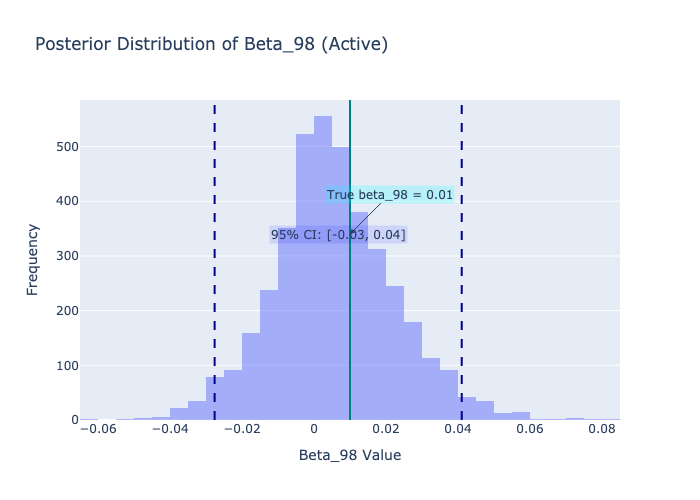 Posterior Distribution of Beta_98 (Active)
500
400
300
200
100
0
Frequency
True beta_98 = 0.01
95% CI: [-0.03, 0.04]
−0.06
−0.04
−0.02
0
0.02
0.04
0.06
0.08
Beta_98 Value